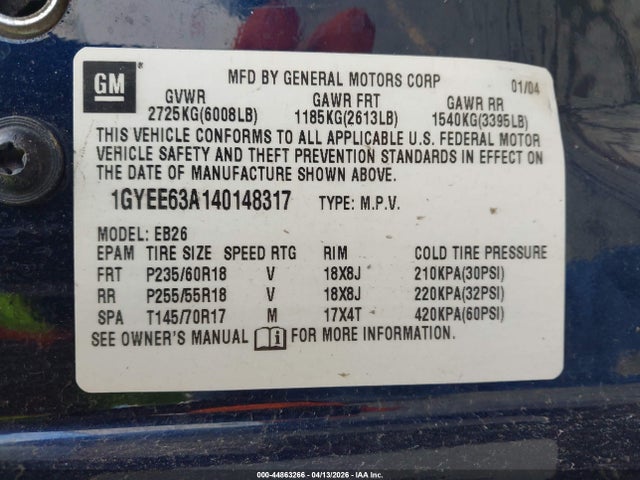 GM
MFD BY GENERAL MOTORS CORP 01/04
GVWR GAWR FRT GAWR RR
2725KG(6008LB) 1185KG(2613LB) 1540KG(3395LB)
THIS VEHICLE CONFORMS TO ALL APPLICABLE U.S. FEDERAL MOTOR
VEHICLE SAFETY AND THEFT PREVENTION STANDARDS IN EFFECT ON
THE DATE OF MANUFACTURE SHOWN ABOVE.
1GYEE63A140148317 TYPE: M.P.V.
MODEL: EB26
EPAM TIRE SIZE SPEED RTG RIM COLD TIRE PRESSURE
FRT P235/60R18 V 18X8J 210KPA(30PSI)
RR P255/55R18 V 18X8J 220KPA(32PSI)
SPA T145/70R17 M 17X4T 420KPA(60PSI)
SEE OWNER'S MANUAL FOR MORE INFORMATION.
000-44863266 - 04/13/2026 - IAA Inc.